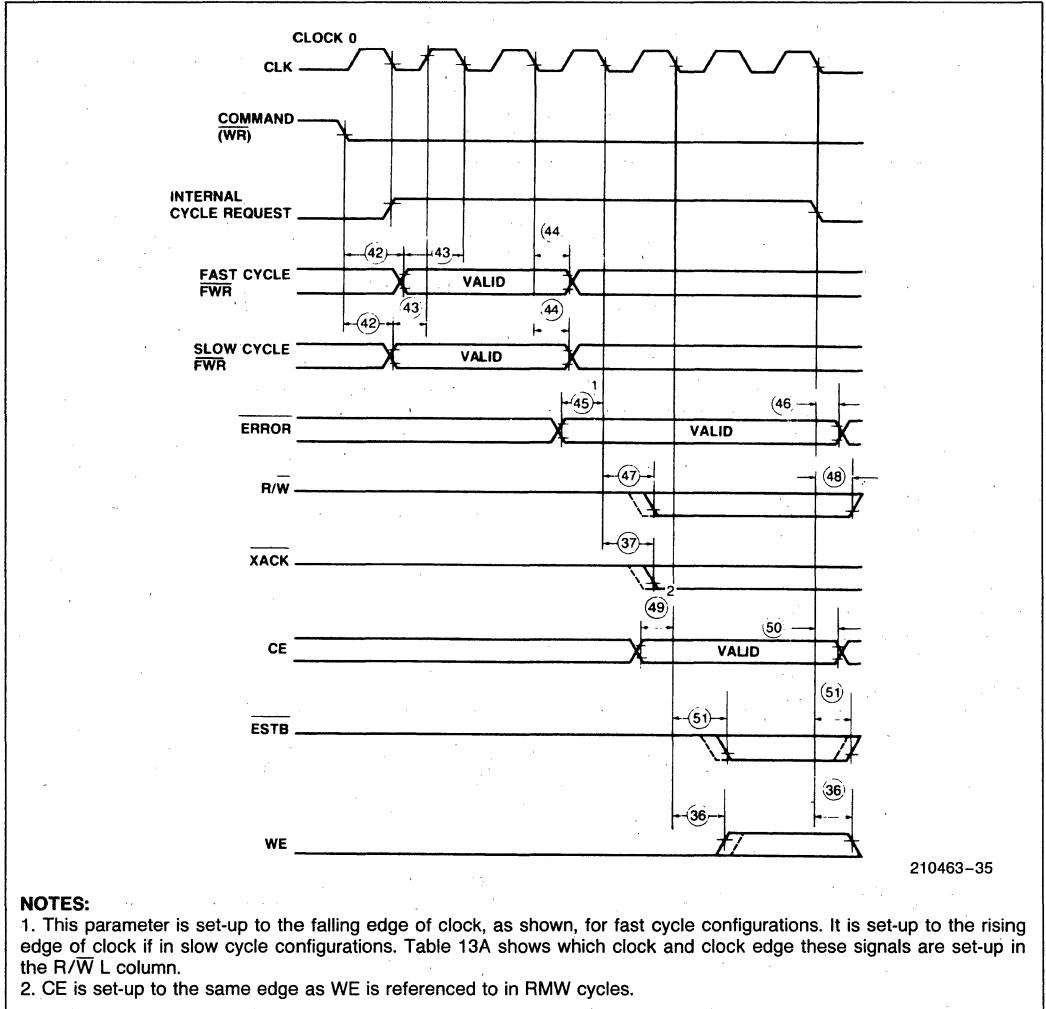 CLOCK 0
CLK
COMMAND
(WR)
INTERNAL
CYCLE REQUEST
44
42 43
FAST CYCLE
FWR
VALID
43
42
44
SLOW CYCLE
FWR
VALID
1
45
46
ERROR
VALID
47
48
R/W
37
XACK
2
49
50
CE
VALID
51
51
ESTB
36
36
WE
210463–35
NOTES:
1. This parameter is set-up to the falling edge of clock, as shown, for fast cycle configurations. It is set-up to the rising
edge of clock if in slow cycle configurations. Table 13A shows which clock and clock edge these signals are set-up in
the R/W L column.
2. CE is set-up to the same edge as WE is referenced to in RMW cycles.